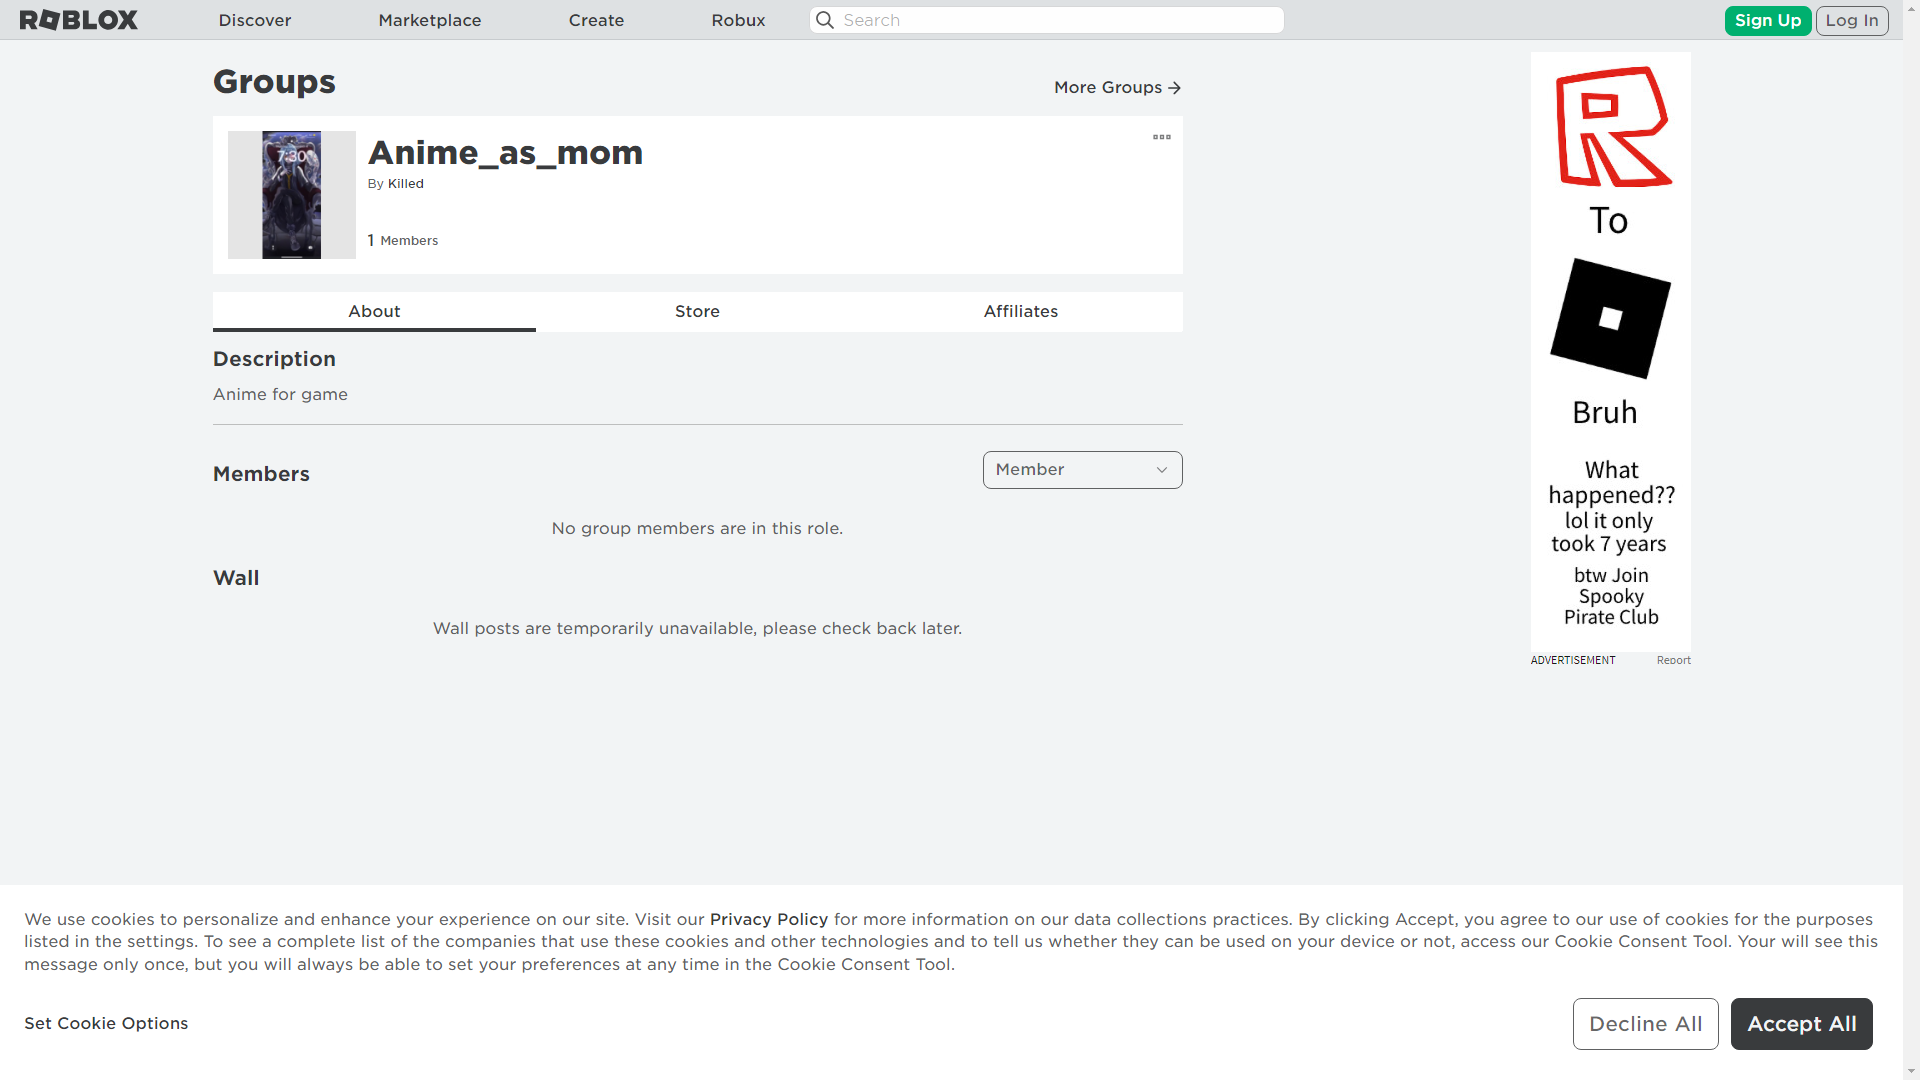 ROBLOX
Discover
Marketplace
Create
Robux
Search
Sign Up
Log In
Groups
More Groups
7:30
Anime_as_mom
By Killed
1 Members
About
Store
Affiliates
Description
Anime for game
Members
Member
No group members are in this role.
Wall
Wall posts are temporarily unavailable, please check back later.
R
To
Bruh
What
happened??
lol it only
took 7 years
btw Join
Spooky
Pirate Club
ADVERTISEMENT
Report
We use cookies to personalize and enhance your experience on our site. Visit our Privacy Policy for more information on our data collections practices. By clicking Accept, you agree to our use of cookies for the purposes
listed in the settings. To see a complete list of the companies that use these cookies and other technologies and to tell us whether they can be used on your device or not, access our Cookie Consent Tool. Your will see this
message only once, but you will always be able to set your preferences at any time in the Cookie Consent Tool.
Set Cookie Options
Decline All
Accept All